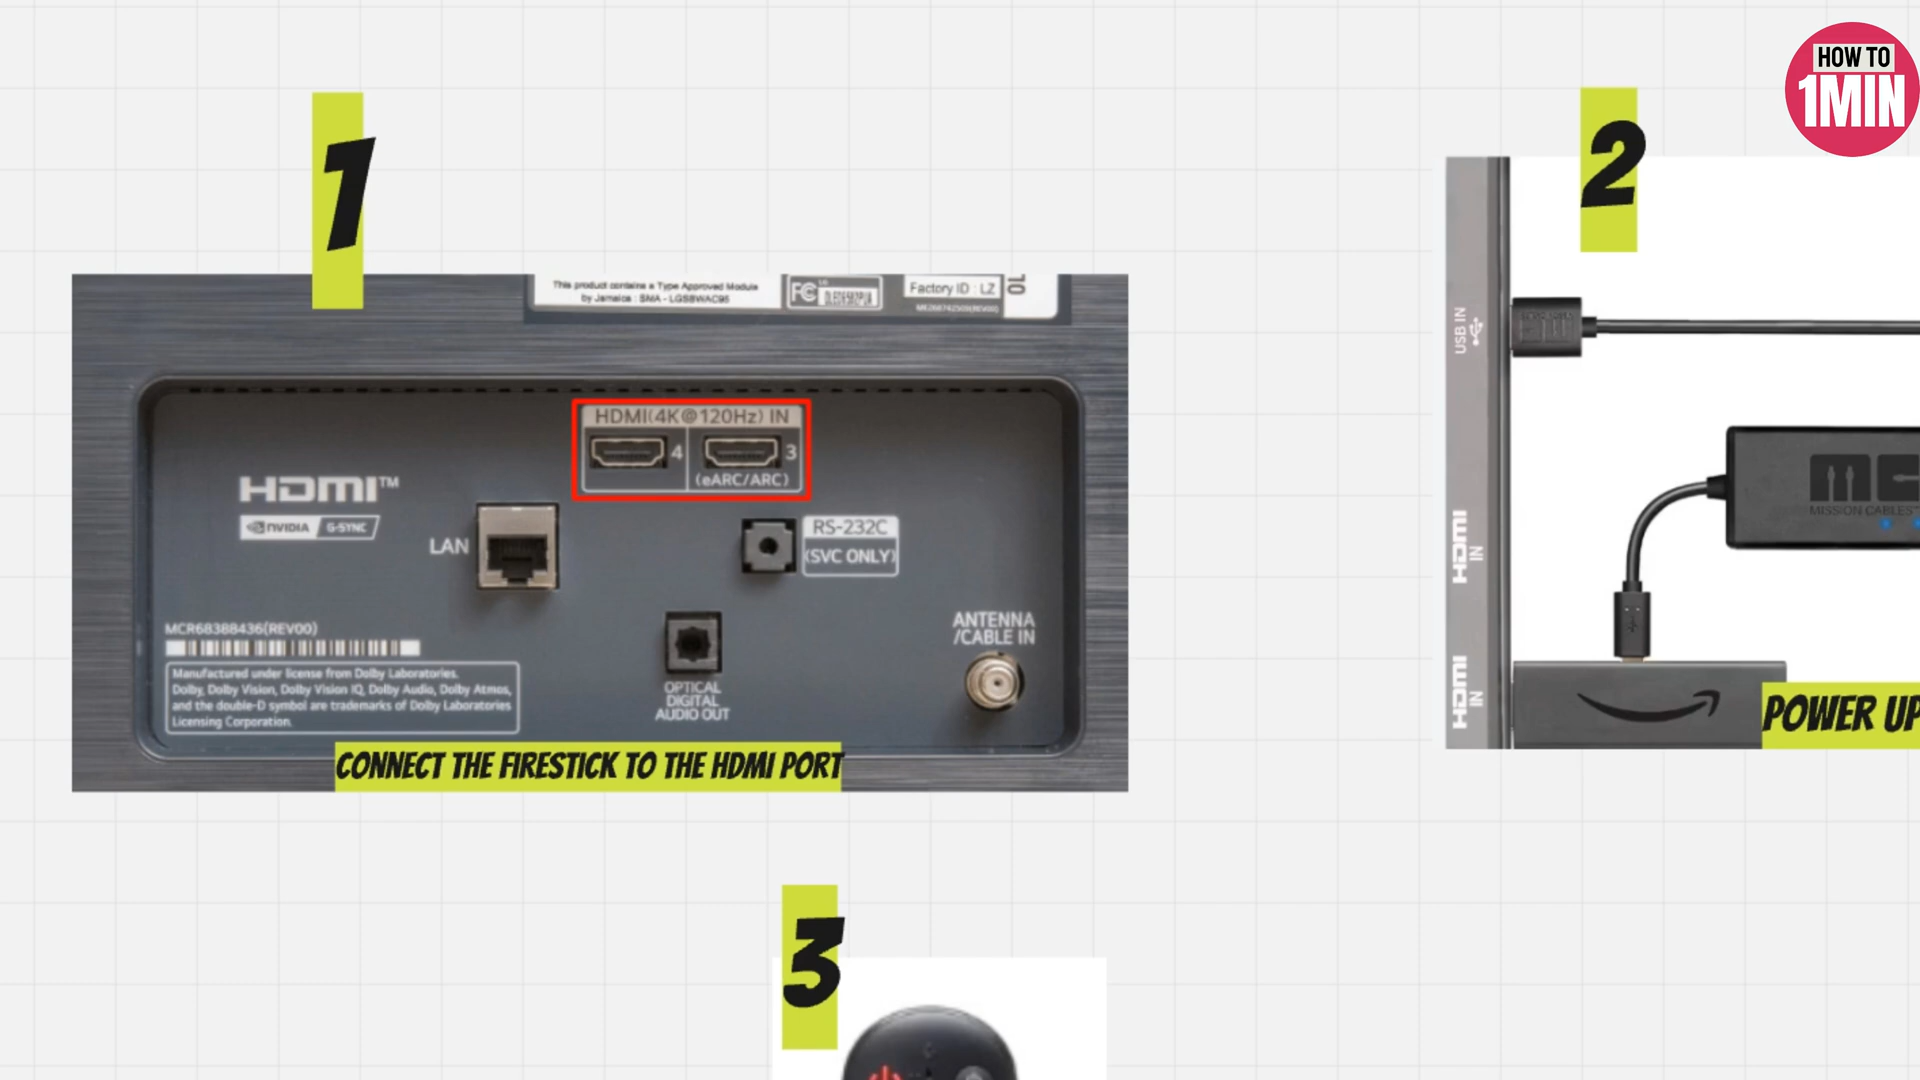 HOW TO
1MIN
1
2
This product contains a Type Approved Module
by Jamaica : SMA - LGSBWAC95
FC
Factory ID : LZ
HDMI(4K@120Hz) IN
4
3
(eARC/ARC)
HDMI™
NVIDIA G-SYNC
LAN
RS-232C
(SVC ONLY)
MCR68388436(REV00)
Manufactured under license from Dolby Laboratories.
Dolby, Dolby Vision, Dolby Vision IQ, Dolby Audio, Dolby Atmos,
and the double-D symbol are trademarks of Dolby Laboratories
Licensing Corporation.
OPTICAL
DIGITAL
AUDIO OUT
ANTENNA
/CABLE IN
CONNECT THE FIRESTICK TO THE HDMI PORT
USB IN
HDMI
IN
HDMI
IN
MISSION CABLES
POWER UP
3